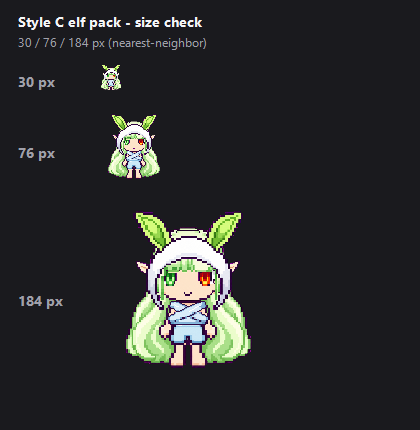 Style C elf pack - size check
30 / 76 / 184 px (nearest-neighbor)
30 px
76 px
184 px